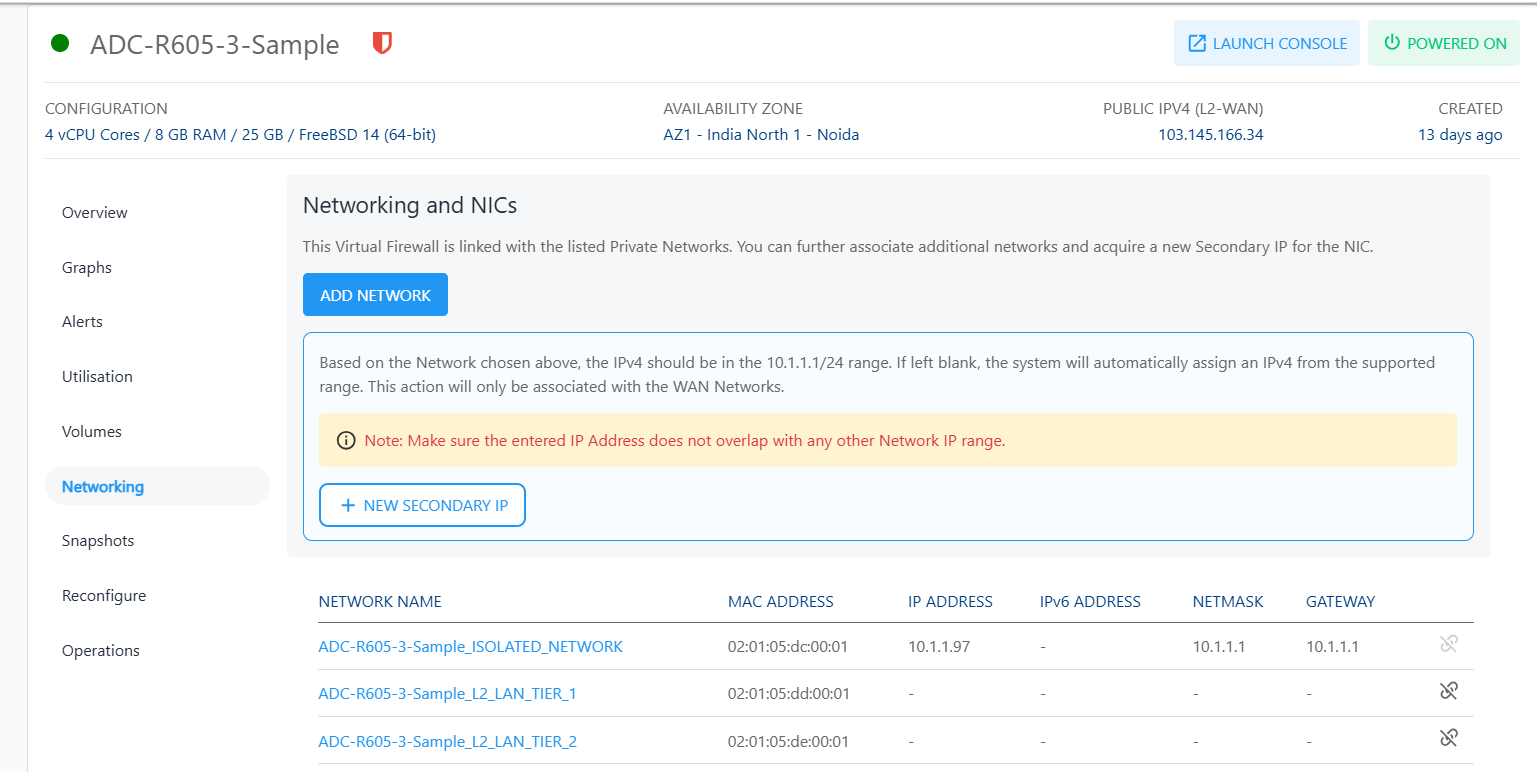 ADC-R605-3-Sample
LAUNCH CONSOLE
POWERED ON
CONFIGURATION
4 vCPU Cores / 8 GB RAM / 25 GB / FreeBSD 14 (64-bit)
AVAILABILITY ZONE
AZ1 - India North 1 - Noida
PUBLIC IPV4 (L2-WAN)
103.145.166.34
CREATED
13 days ago
Overview
Graphs
Alerts
Utilisation
Volumes
Networking
Snapshots
Reconfigure
Operations
Networking and NICs
This Virtual Firewall is linked with the listed Private Networks. You can further associate additional networks and acquire a new Secondary IP for the NIC.
ADD NETWORK
Based on the Network chosen above, the IPv4 should be in the 10.1.1.1/24 range. If left blank, the system will automatically assign an IPv4 from the supported
range. This action will only be associated with the WAN Networks.
Note: Make sure the entered IP Address does not overlap with any other Network IP range.
+ NEW SECONDARY IP
NETWORK NAME MAC ADDRESS IP ADDRESS IPv6 ADDRESS NETMASK GATEWAY
ADC-R605-3-Sample_ISOLATED_NETWORK 02:01:05:dc:00:01 10.1.1.97 - 10.1.1.1 10.1.1.1
ADC-R605-3-Sample_L2_LAN_TIER_1 02:01:05:dd:00:01 - - - -
ADC-R605-3-Sample_L2_LAN_TIER_2 02:01:05:de:00:01 - - - -